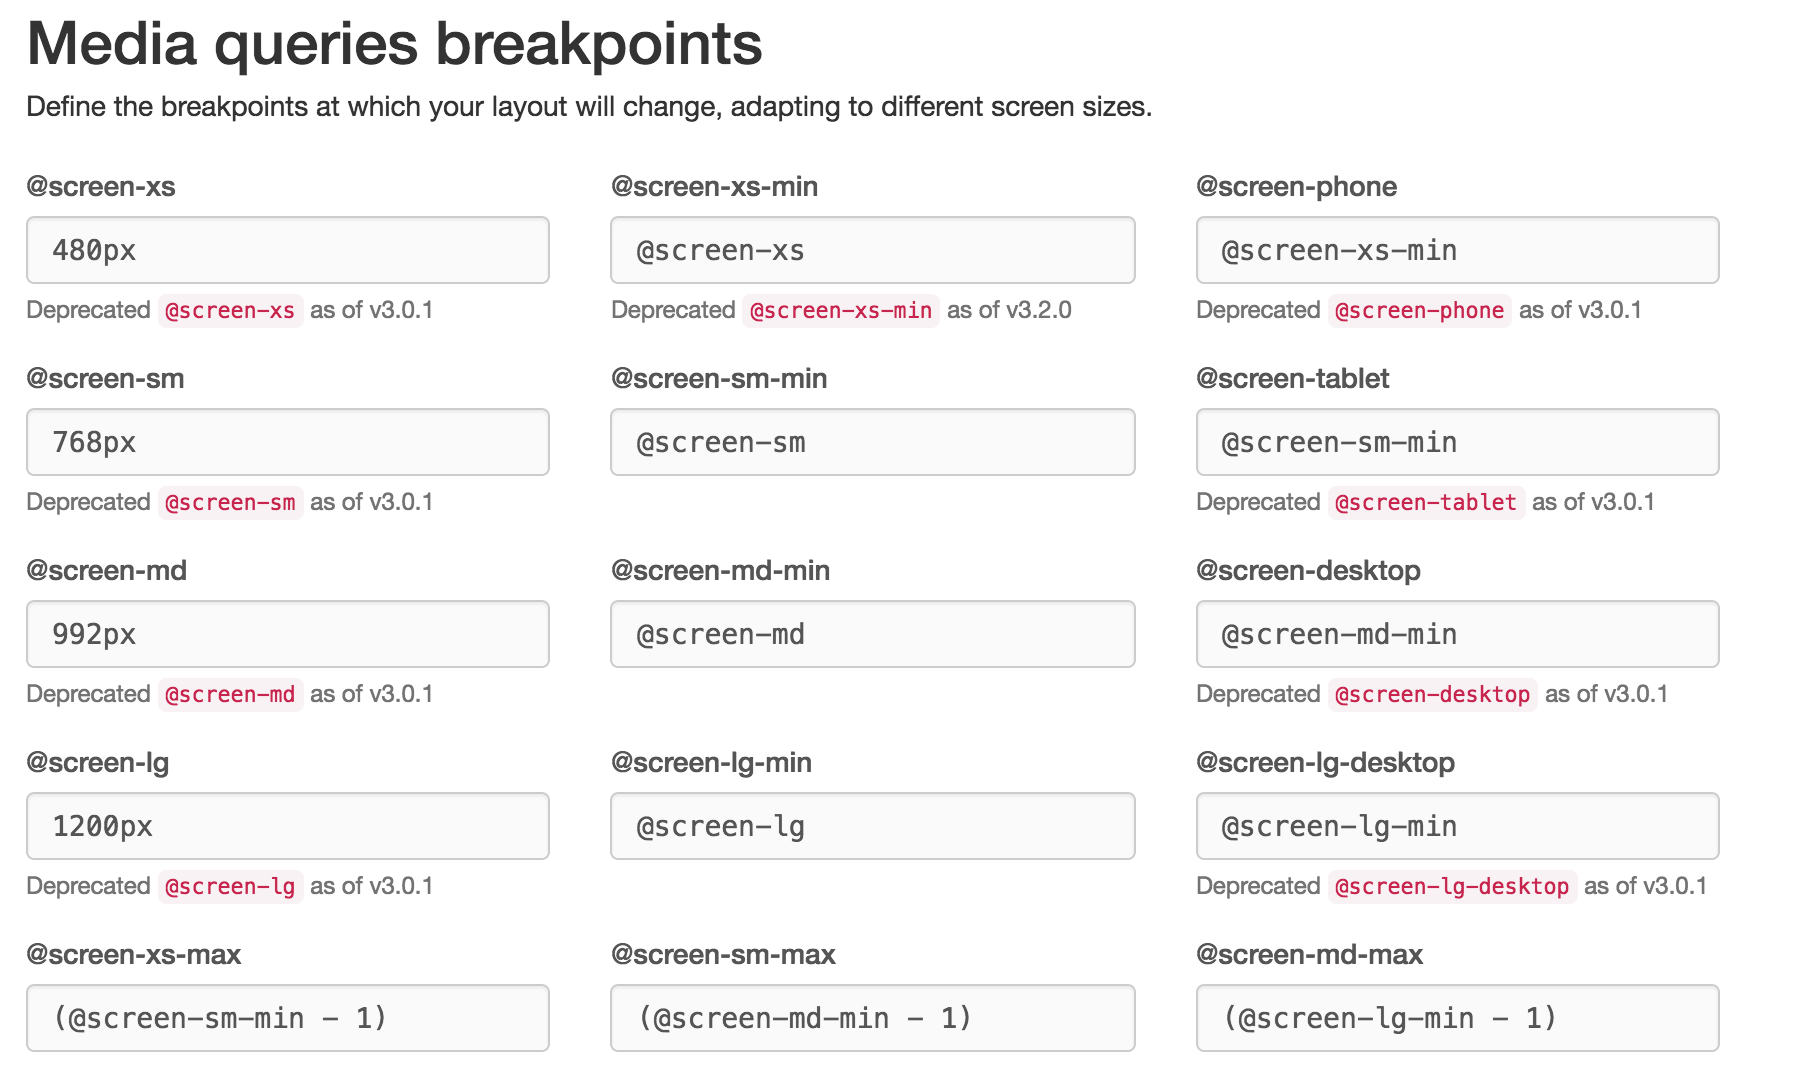 Media queries breakpoints
Define the breakpoints at which your layout will change, adapting to different screen sizes.
@screen-xs @screen-xs-min @screen-phone
480px @screen-xs @screen-xs-min
Deprecated @screen-xs as of v3.0.1 Deprecated @screen-xs-min as of v3.2.0 Deprecated @screen-phone as of v3.0.1
@screen-sm @screen-sm-min @screen-tablet
768px @screen-sm @screen-sm-min
Deprecated @screen-sm as of v3.0.1 Deprecated @screen-tablet as of v3.0.1
@screen-md @screen-md-min @screen-desktop
992px @screen-md @screen-md-min
Deprecated @screen-md as of v3.0.1 Deprecated @screen-desktop as of v3.0.1
@screen-lg @screen-lg-min @screen-lg-desktop
1200px @screen-lg @screen-lg-min
Deprecated @screen-lg as of v3.0.1 Deprecated @screen-lg-desktop as of v3.0.1
@screen-xs-max @screen-sm-max @screen-md-max
(@screen-sm-min - 1) (@screen-md-min - 1) (@screen-lg-min - 1)